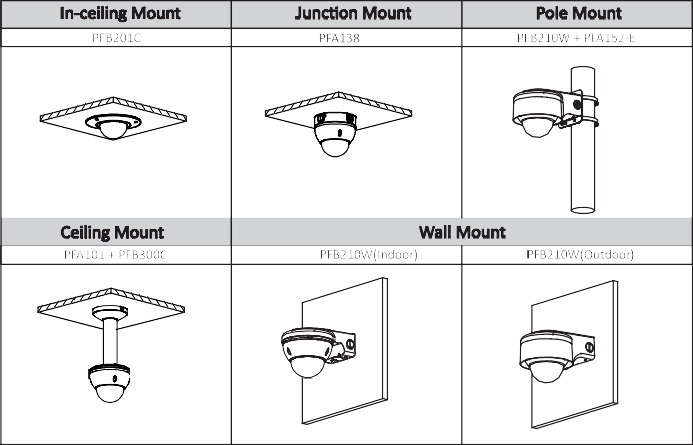 In-ceiling Mount Junction Mount Pole Mount
PFB201C PFA138 PFB210W + PFA152-E
Ceiling Mount Wall Mount
PFA101 + PFB300C PFB210W(Indoor) PFB210W(Outdoor)